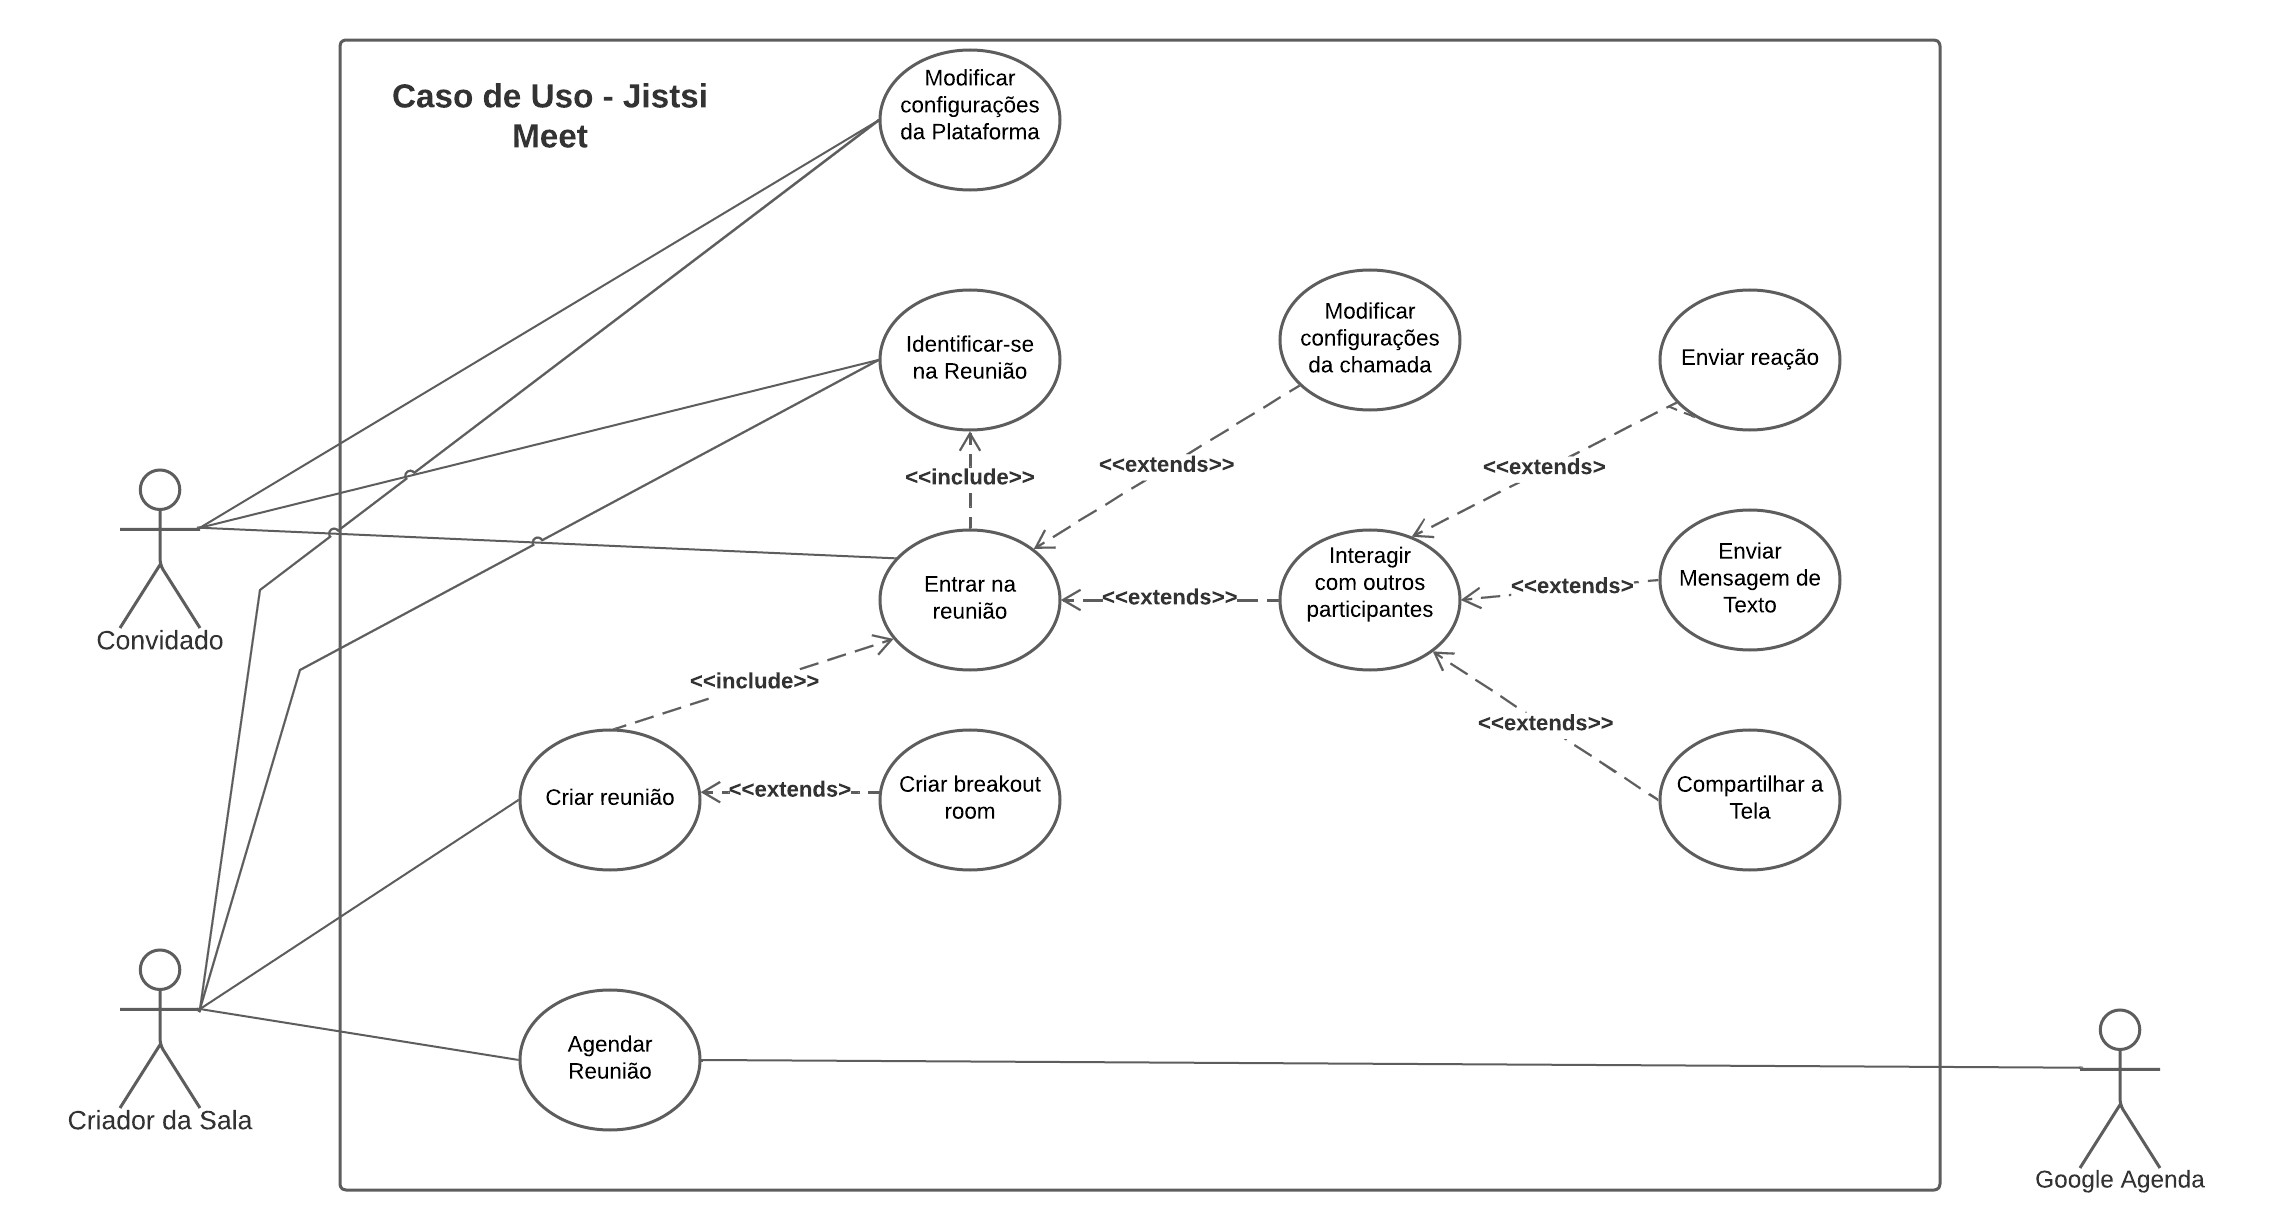 Caso de Uso - Jistsi
Meet
Modificar
configurações
da Plataforma
Identificar-se
na Reunião
Modificar
configurações
da chamada
Enviar reação
<<include>>
<<extends>>
<<extends>
Convidado
Entrar na
reunião
<<extends>>
Interagir
com outros
participantes
<<extends>
Enviar
Mensagem de
Texto
<<include>>
<<extends>>
Criar reunião
<<extends>
Criar breakout
room
Compartilhar a
Tela
Criador da Sala
Agendar
Reunião
Google Agenda